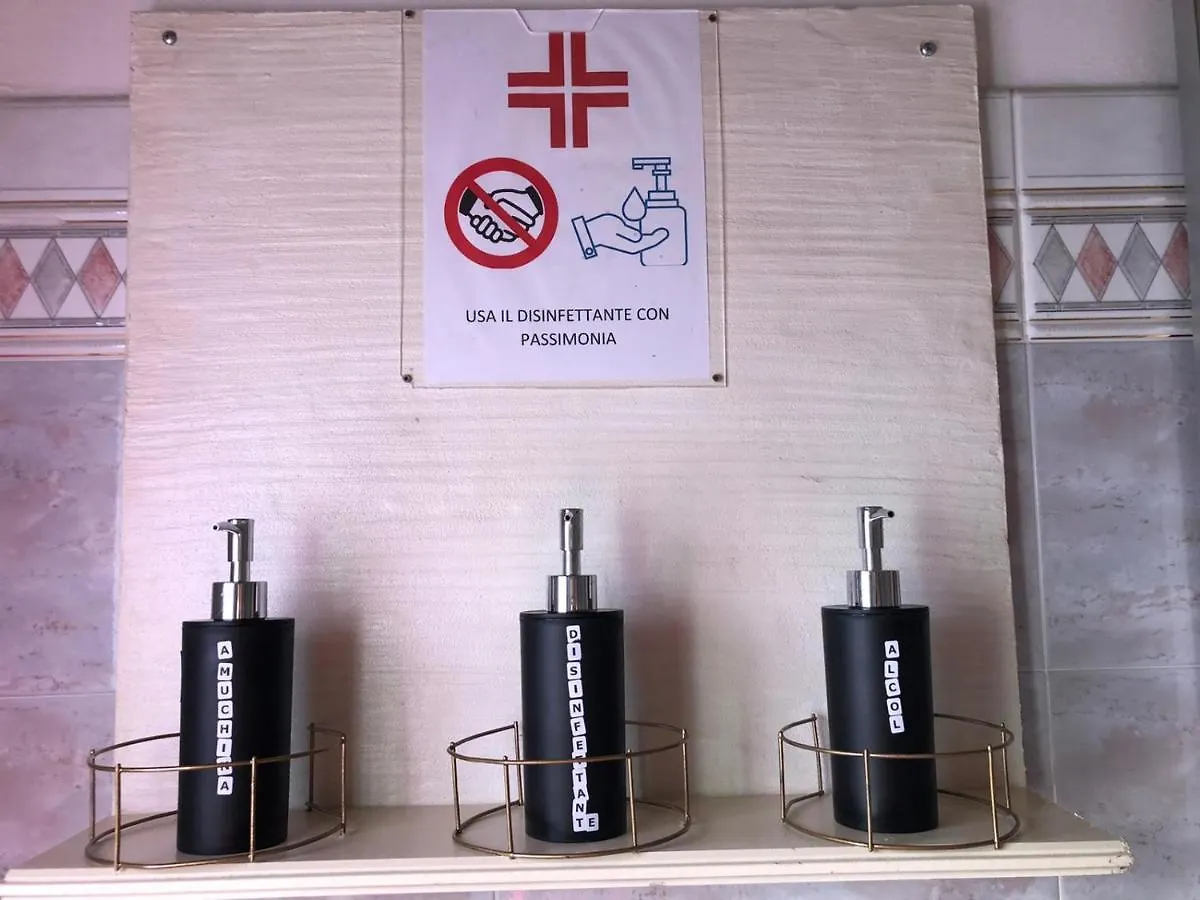 USA IL DISINFETTANTE CON
PASSIMONIA
AMUCHINA
DISINFETTANTE
ALCOL